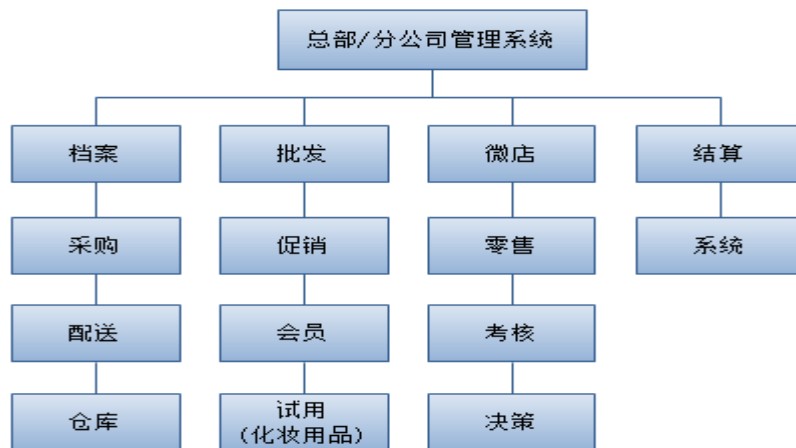 总部/分公司管理系统
档案
批发
微店
结算
采购
促销
零售
系统
配送
会员
考核
仓库
试用
(化妆用品)
决策